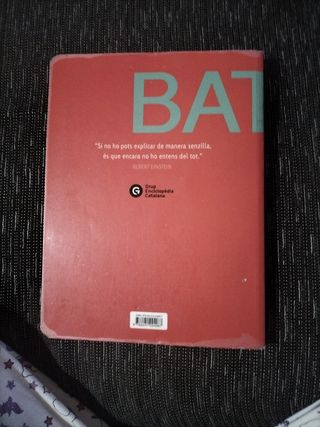 BAT
"Si no ho pots explicar de manera senzilla,
és que encara no ho entens del tot."
ALBERT EINSTEIN
Grup
Enciclopèdia
Catalana